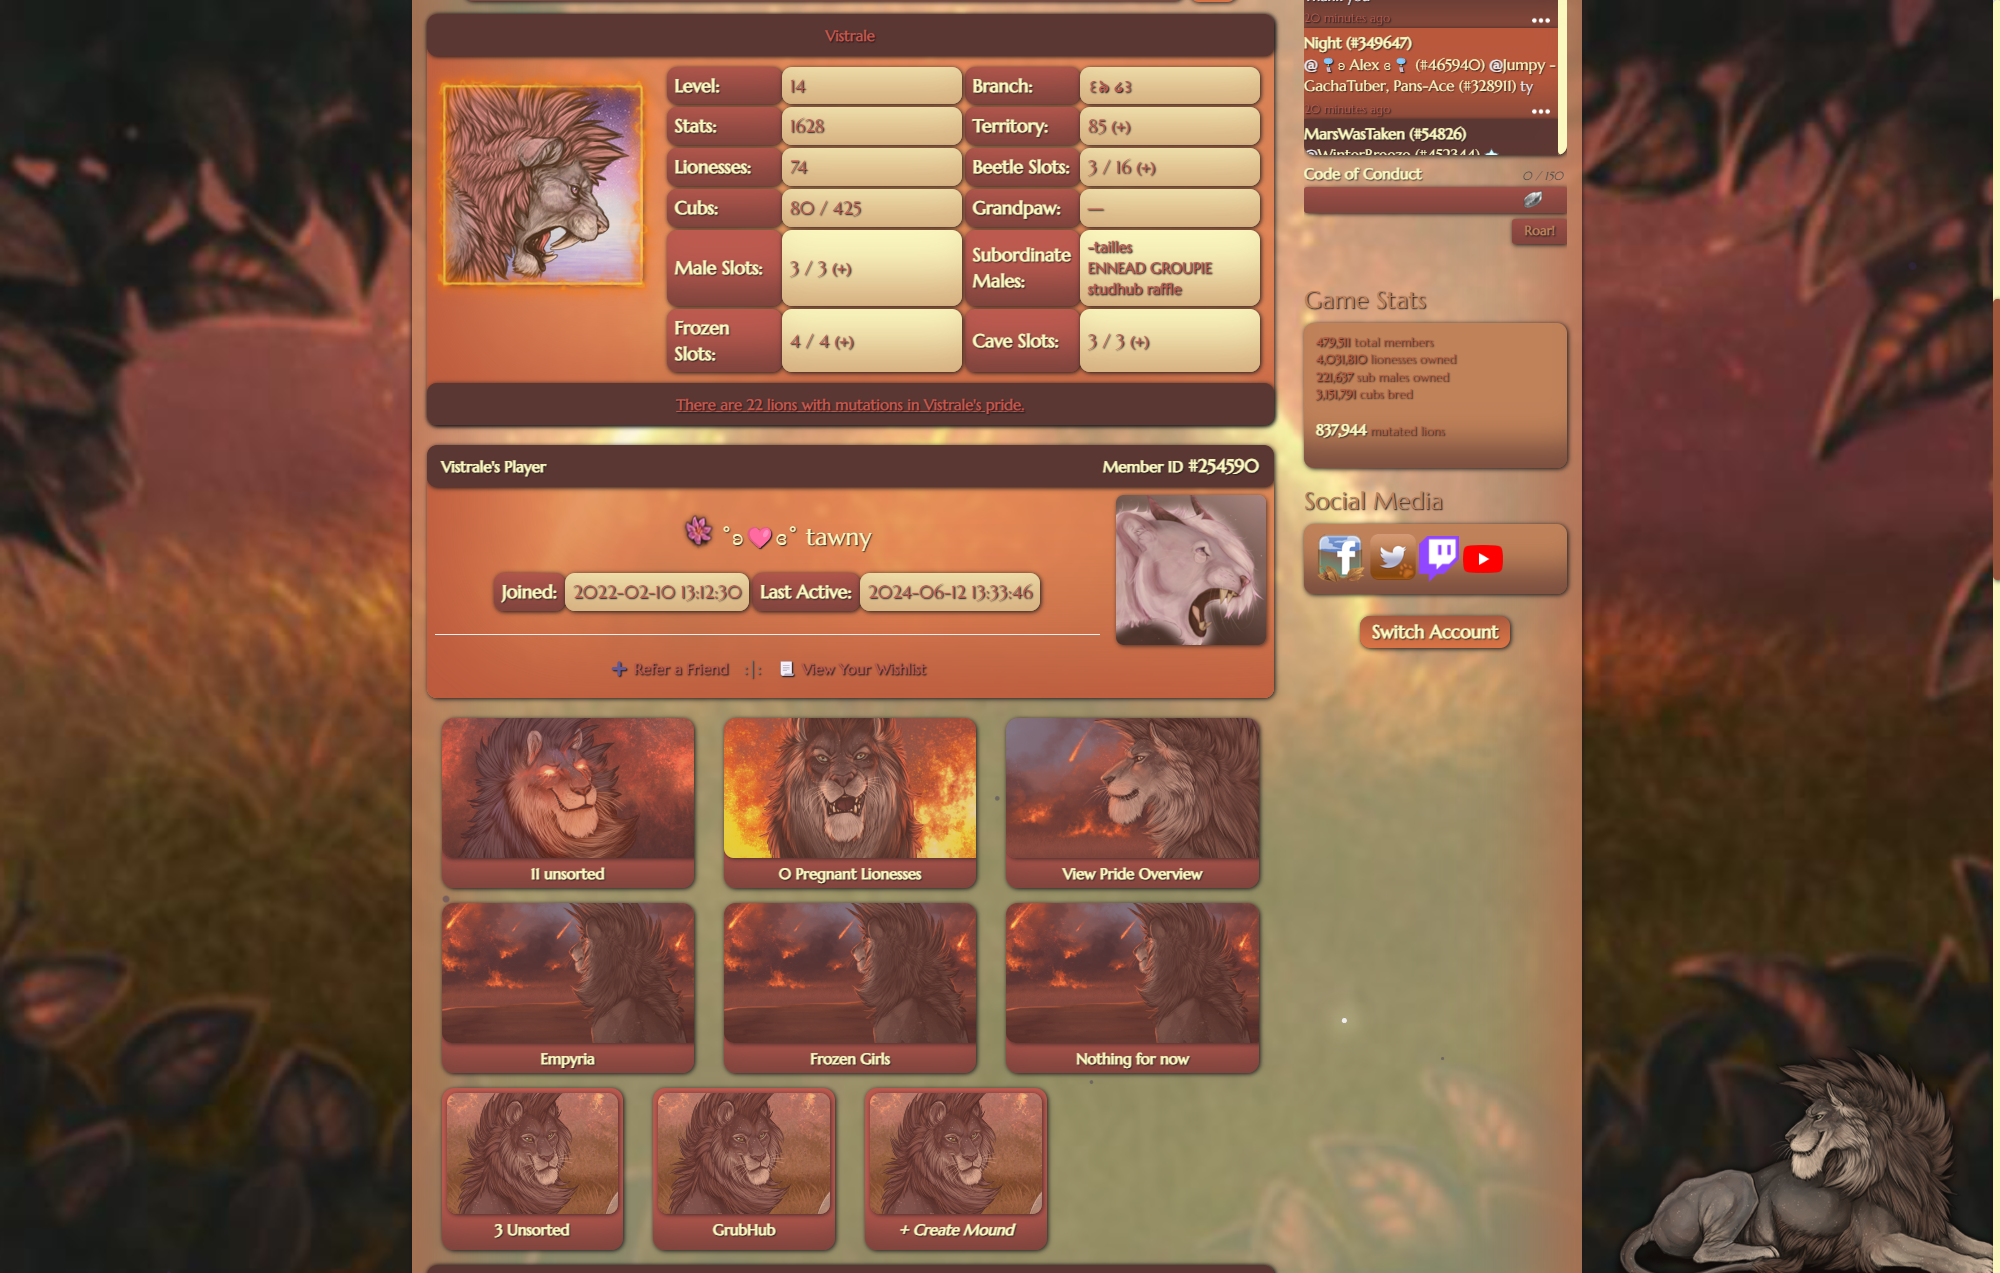 Vistrale
Level: 14 Branch:
Stats: 1628 Territory: 85 (+)
Lionesses: 74 Beetle Slots: 3 / 16 (+)
Cubs: 80 / 425 Grandpaw: —
Male Slots: 3 / 3 (+) Subordinate Males: -tailles
ENNEAD GROUPIE
studhub raffle
Frozen Slots: 4 / 4 (+) Cave Slots: 3 / 3 (+)
There are 22 lions with mutations in Vistrale's pride.
Vistrale's Player Member ID #254590
˚ʚ💗ɞ˚ tawny
Joined: 2022-02-10 13:12:30 Last Active: 2024-06-12 13:33:46
Refer a Friend :|: View Your Wishlist
11 unsorted
0 Pregnant Lionesses
View Pride Overview
Empyria
Frozen Girls
Nothing for now
3 Unsorted
GrubHub
+ Create Mound
20 minutes ago
Night (#349647)
@ ʚ Alex ɞ (#465940) @Jumpy -
GachaTuber, Pans-Ace (#328911) ty
20 minutes ago
MarsWasTaken (#54826)
@WinterBreeze (#452344)
Code of Conduct 0 / 150
Roar!
Game Stats
479,511 total members
4,031,810 lionesses owned
221,637 sub males owned
3,151,791 cubs bred
837,944 mutated lions
Social Media
Switch Account